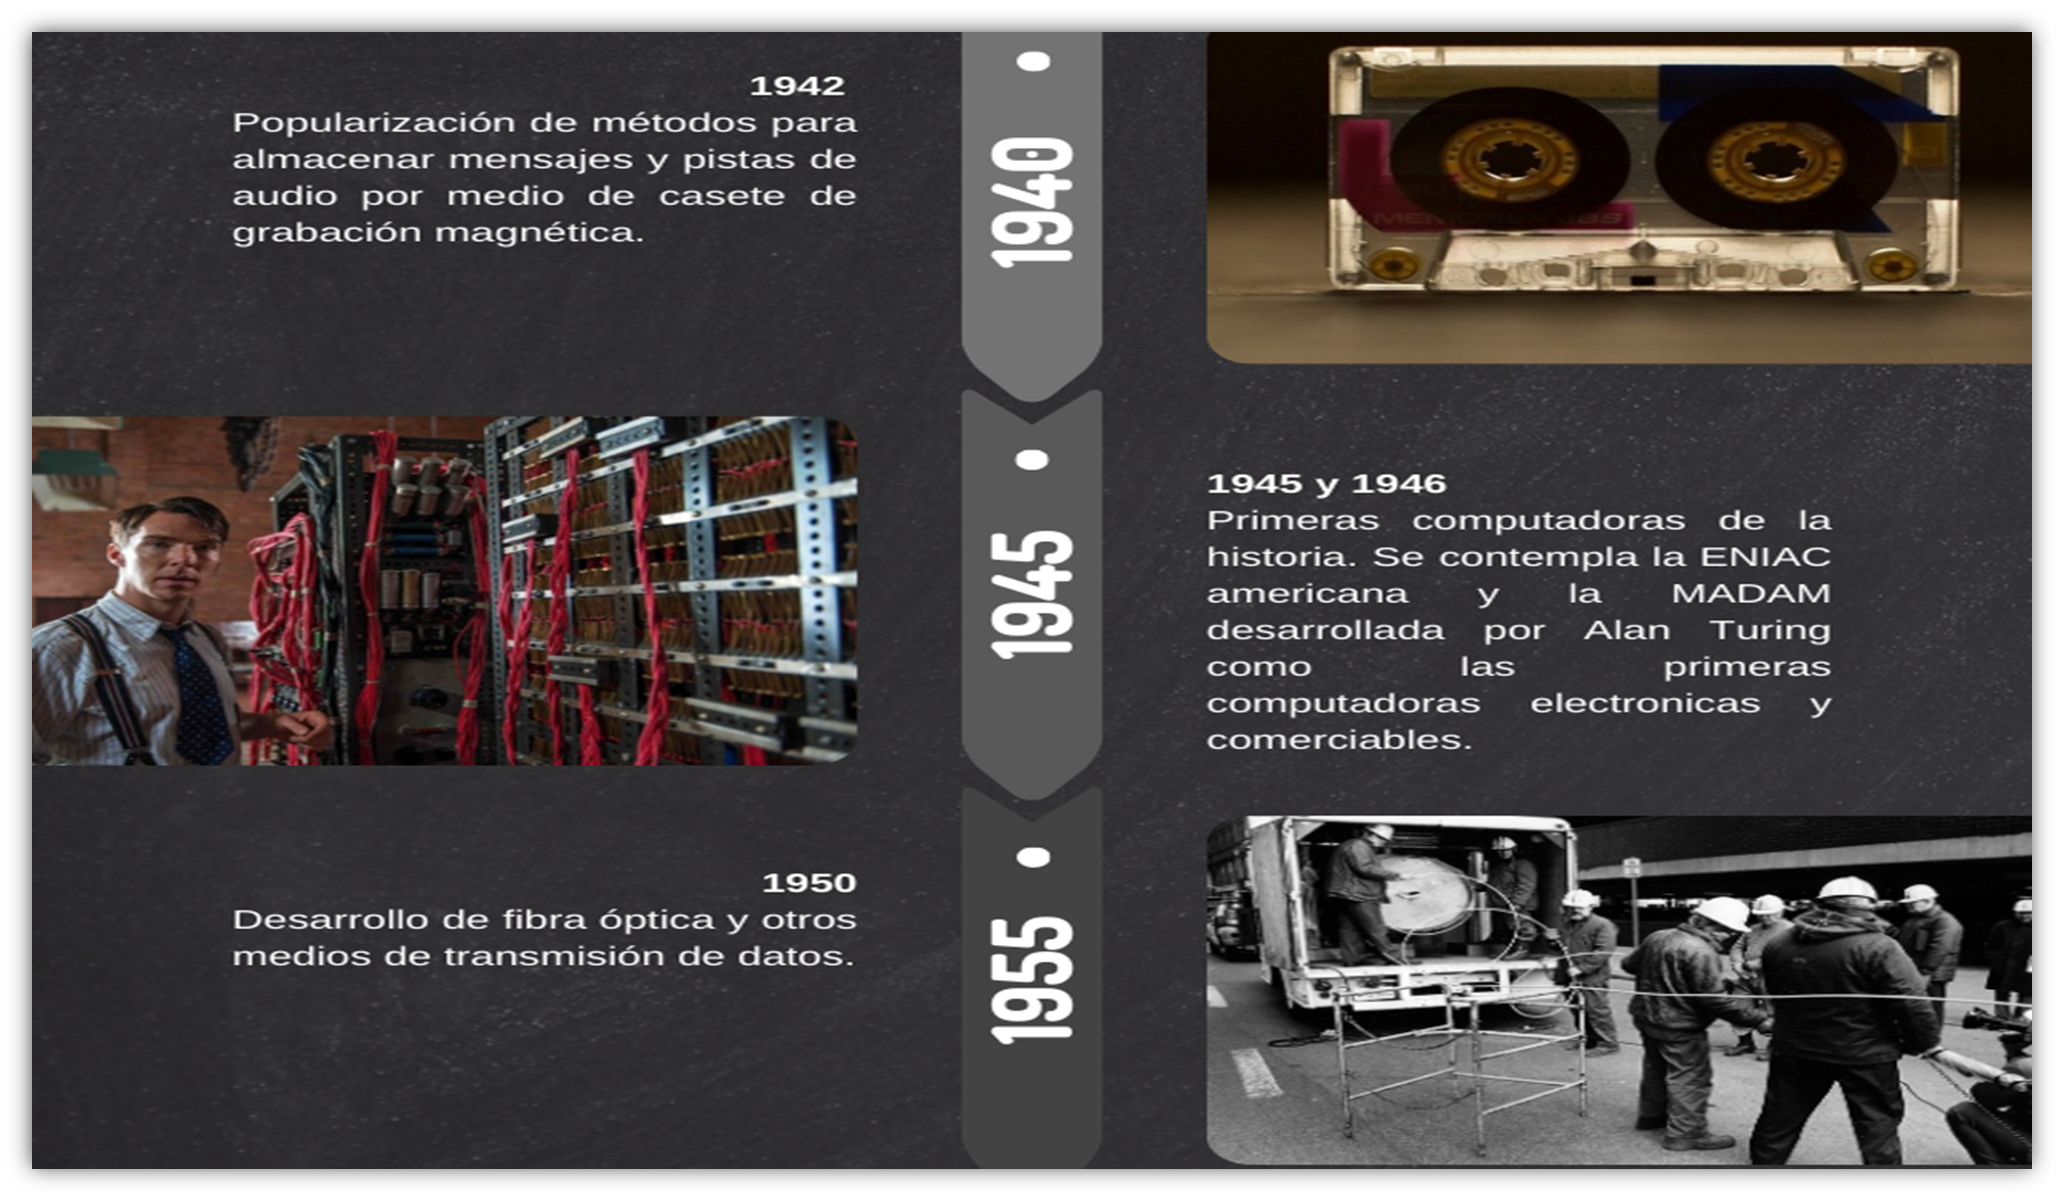 1942
Popularización de métodos para
almacenar mensajes y pistas de
audio por medio de casete de
grabación magnética.
1940
1945
1945 y 1946
Primeras computadoras de la
historia. Se contempla la ENIAC
americana y la MADAM
desarrollada por Alan Turing
como las primeras
computadoras electronicas y
comerciables.
1950
Desarrollo de fibra óptica y otros
medios de transmisión de datos.
1955